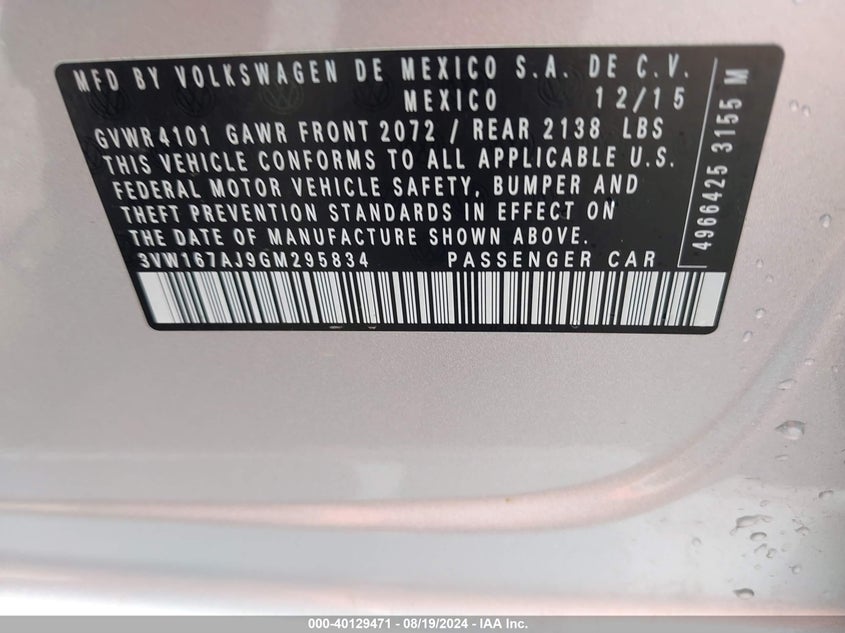 MFD BY VOLKSWAGEN DE MEXICO S.A. DE C.V.
MEXICO 12/15
GVWR 4101 GAWR FRONT 2072 / REAR 2138 LBS
THIS VEHICLE CONFORMS TO ALL APPLICABLE U.S.
FEDERAL MOTOR VEHICLE SAFETY, BUMPER AND
THEFT PREVENTION STANDARDS IN EFFECT ON
THE DATE OF MANUFACTURE SHOWN ABOVE.
3VW167AJ9GM295834 PASSENGER CAR
4966425 3155 M
000-40129471 - 08/19/2024 - IAA Inc.